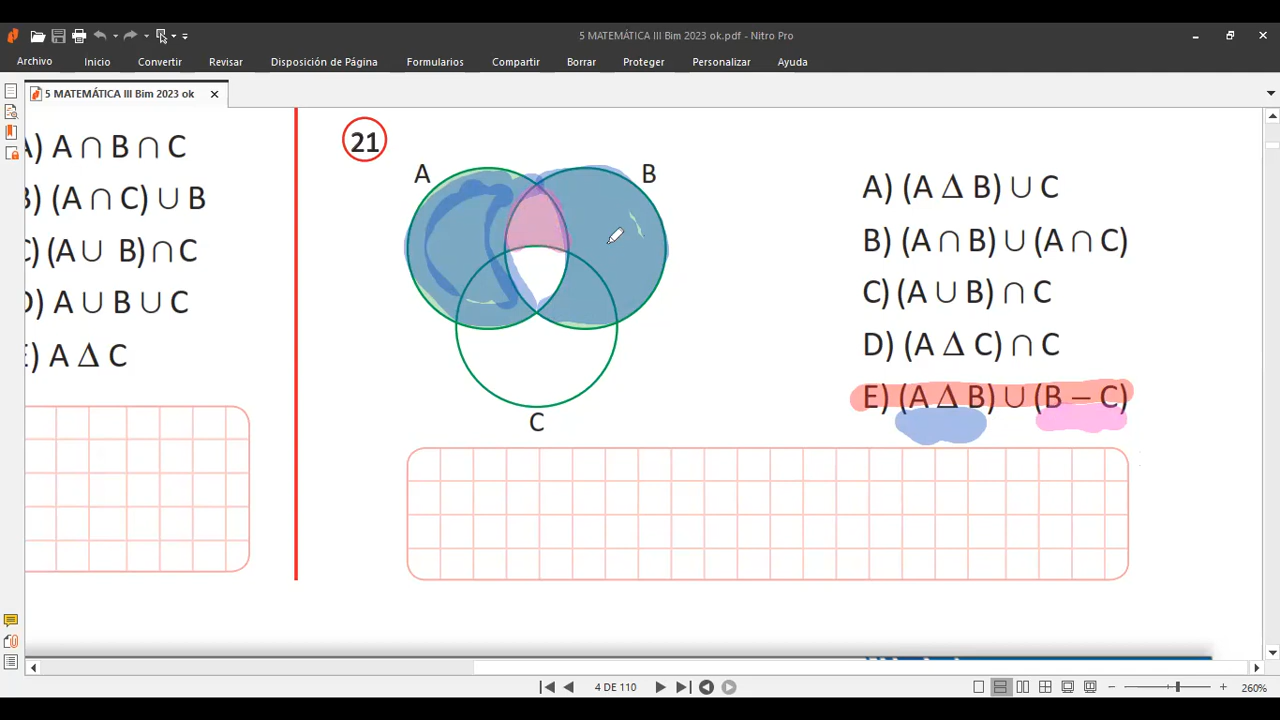 5 MATEMÁTICA III Bim 2023 ok.pdf - Nitro Pro
Archivo Inicio Convertir Revisar Disposición de Página Formularios Compartir Borrar Proteger Personalizar Ayuda
5 MATEMÁTICA III Bim 2023 ok
A) A ∩ B ∩ C
B) (A ∩ C) ∪ B
C) (A ∪ B) ∩ C
D) A ∪ B ∪ C
E) A Δ C
21
A
B
C
A) (A Δ B) ∪ C
B) (A ∩ B) ∪ (A ∩ C)
C) (A ∪ B) ∩ C
D) (A Δ C) ∩ C
E) (A Δ B) ∪ (B − C)
4 DE 110
260%